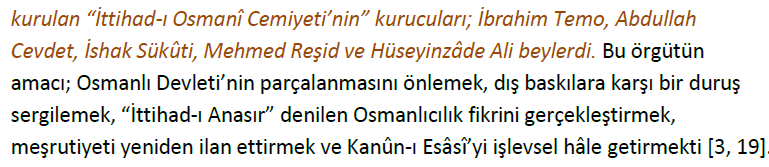 kurulan “İttihad-ı Osmanî Cemiyeti’nin” kurucuları; İbrahim Temo, Abdullah
Cevdet, İshak Sükûti, Mehmed Reşid ve Hüseyinzâde Ali beylerdi. Bu örgütün
amacı; Osmanlı Devleti’nin parçalanmasını önlemek, dış baskılara karşı bir duruş
sergilemek, “İttihad-ı Anasır” denilen Osmanlıcılık fikrini gerçekleştirmek,
meşrutiyeti yeniden ilan ettirmek ve Kanûn-ı Esâsî’yi işlevsel hâle getirmekti [3, 19].